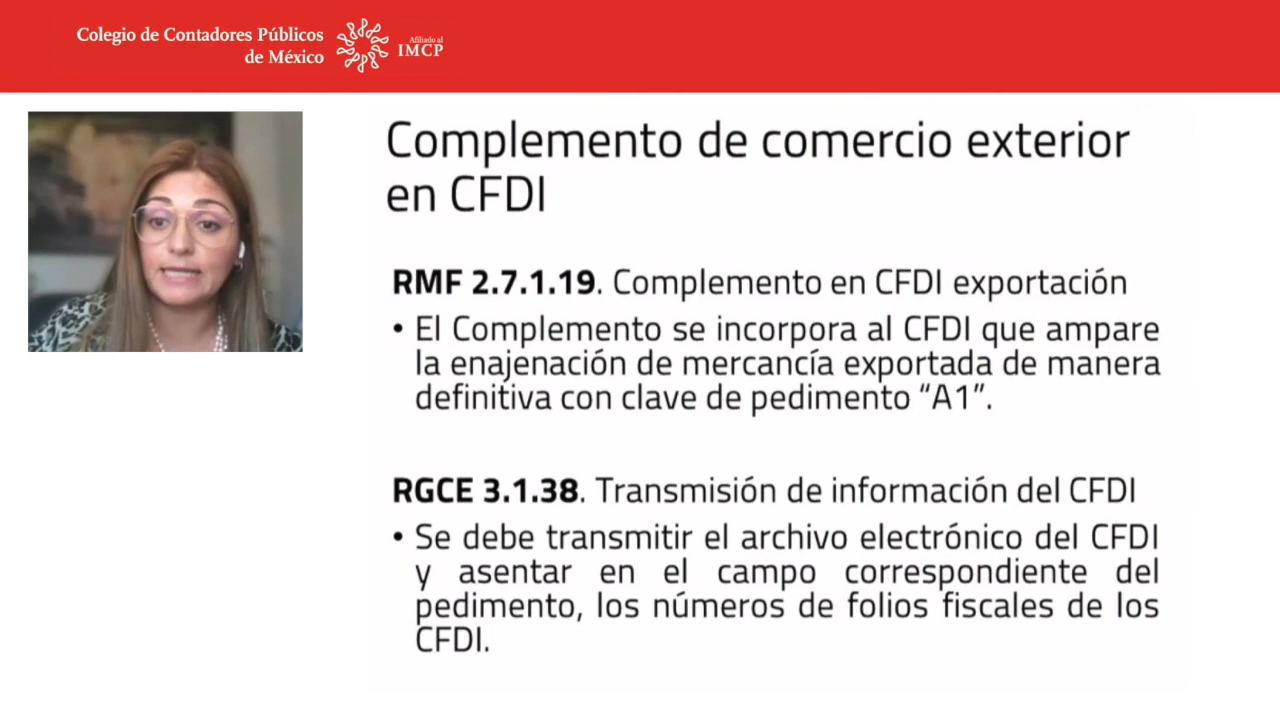 Colegio de Contadores Públicos
de México
Afiliado al
IMCP
Complemento de comercio exterior
en CFDI
RMF 2.7.1.19. Complemento en CFDI exportación
• El Complemento se incorpora al CFDI que ampare
la enajenación de mercancía exportada de manera
definitiva con clave de pedimento “A1”.
RGCE 3.1.38. Transmisión de información del CFDI
• Se debe transmitir el archivo electrónico del CFDI
y asentar en el campo correspondiente del
pedimento, los números de folios fiscales de los
CFDI.